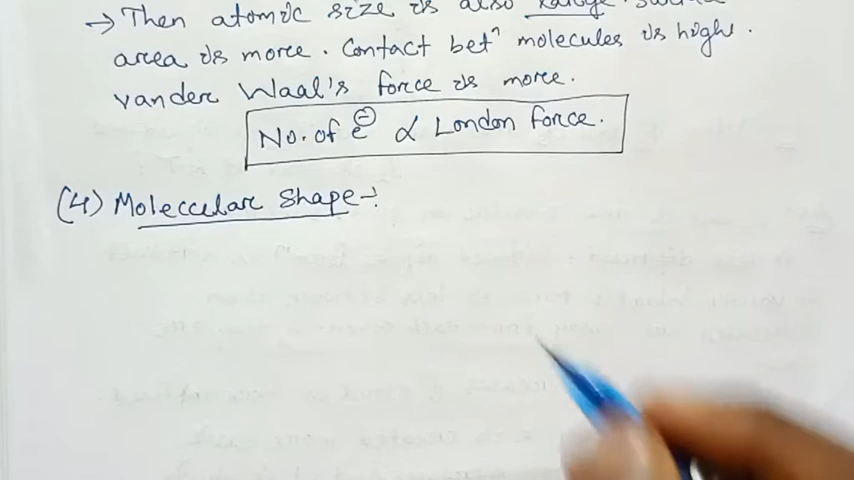 → Then atomic size is also large. surface
area is more. Contact betⁿ molecules is high.
vander Waal's force is more.
No. of e⊖ ∝ London force.
(4) Moleccular Shape -: